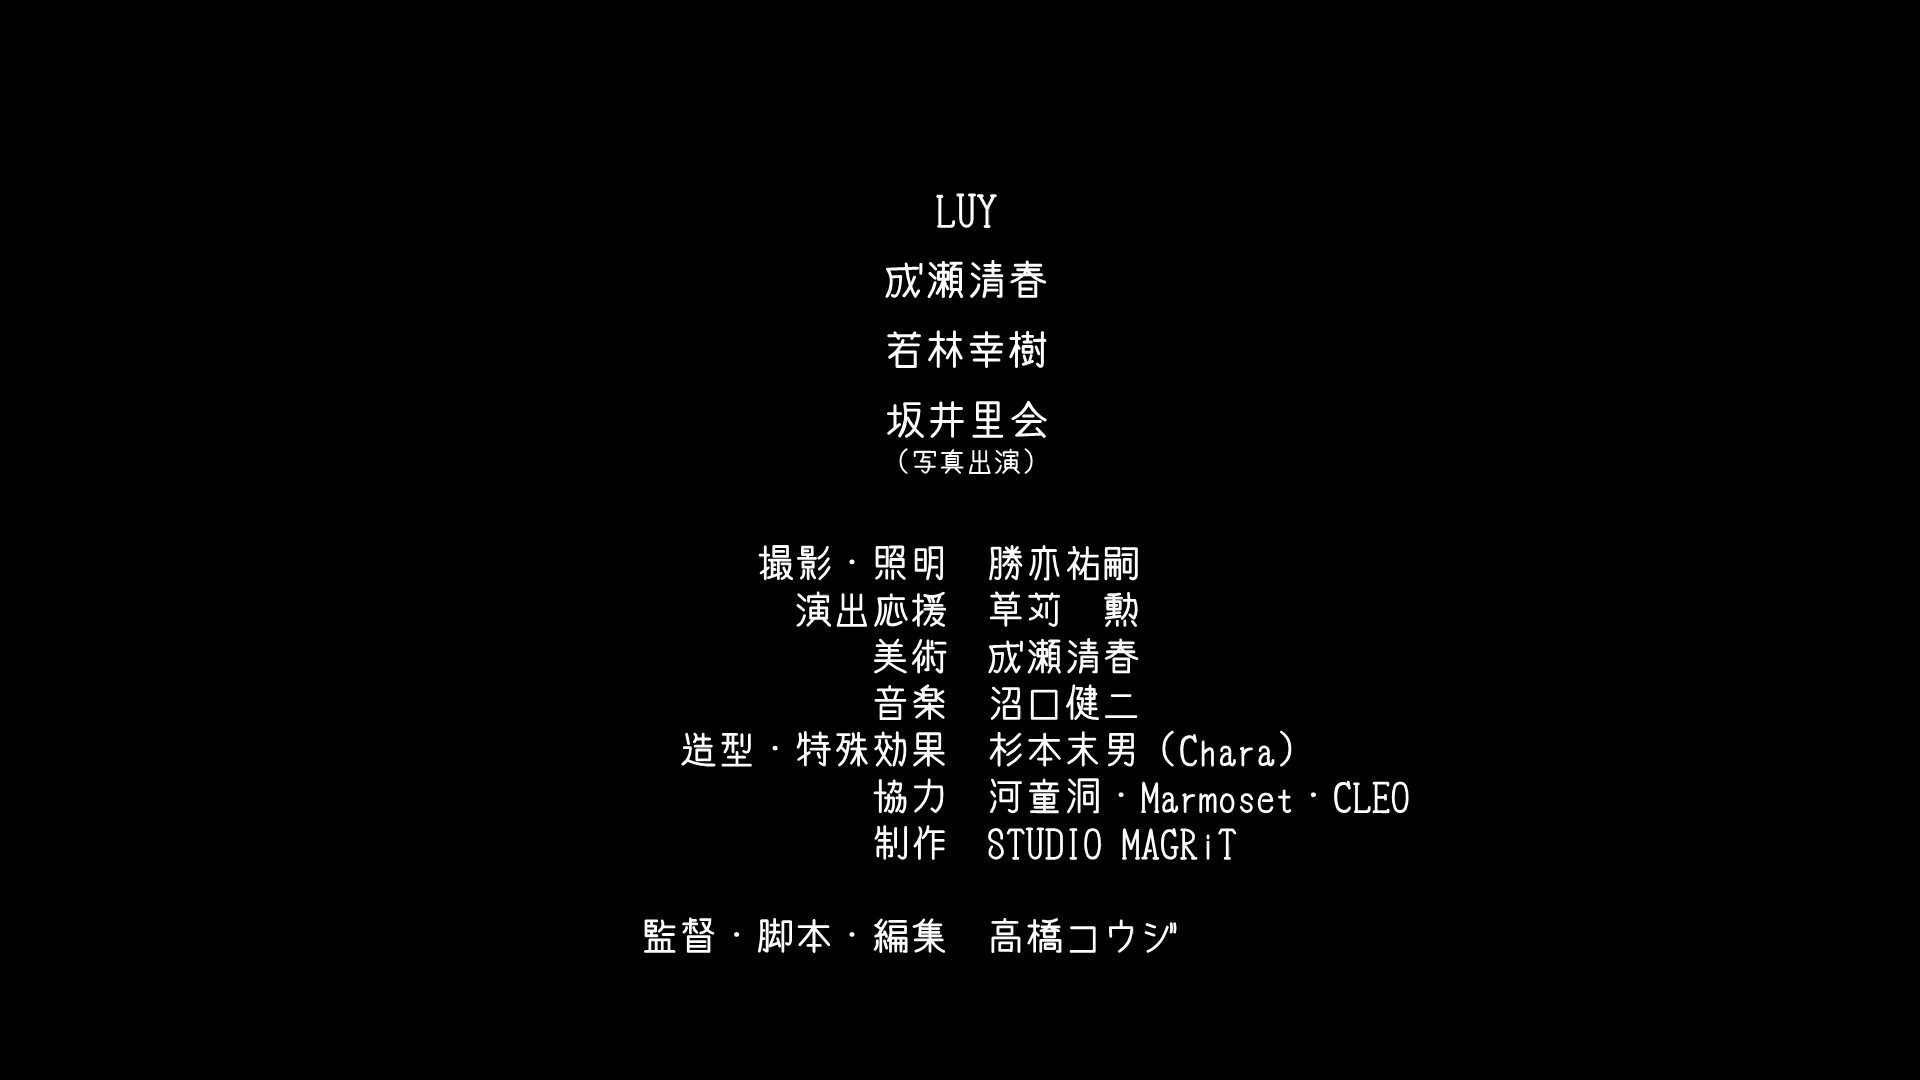 LUY
成瀬清春
若林幸樹
坂井里会
（写真出演）
撮影・照明　勝亦祐嗣
演出応援　草苅　勲
美術　成瀬清春
音楽　沼口健二
造型・特殊効果　杉本末男（Chara）
協力　河童洞・Marmoset・CLEO
制作　STUDIO MAGRiT
監督・脚本・編集　高橋コウジ